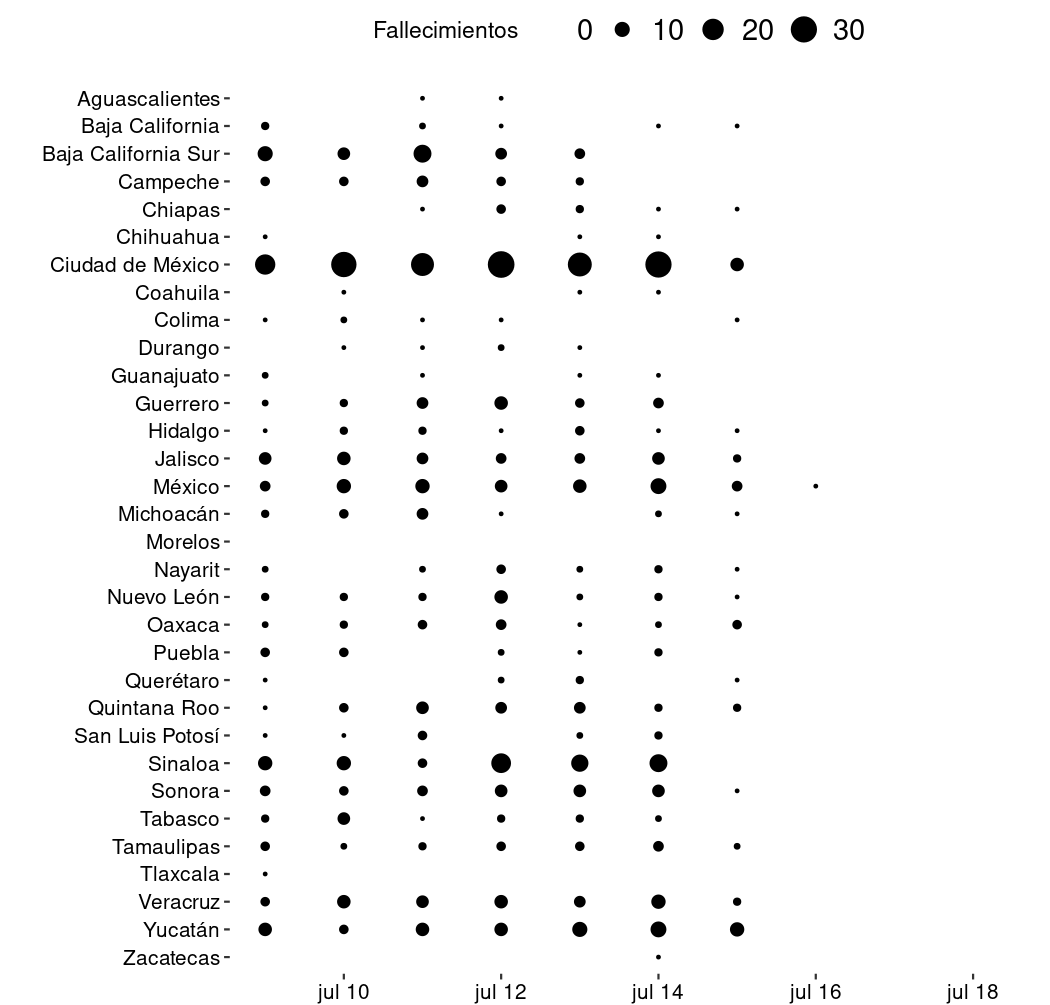 Fallecimientos 0 10 20 30
Aguascalientes
Baja California
Baja California Sur
Campeche
Chiapas
Chihuahua
Ciudad de México
Coahuila
Colima
Durango
Guanajuato
Guerrero
Hidalgo
Jalisco
México
Michoacán
Morelos
Nayarit
Nuevo León
Oaxaca
Puebla
Querétaro
Quintana Roo
San Luis Potosí
Sinaloa
Sonora
Tabasco
Tamaulipas
Tlaxcala
Veracruz
Yucatán
Zacatecas
jul 10 jul 12 jul 14 jul 16 jul 18